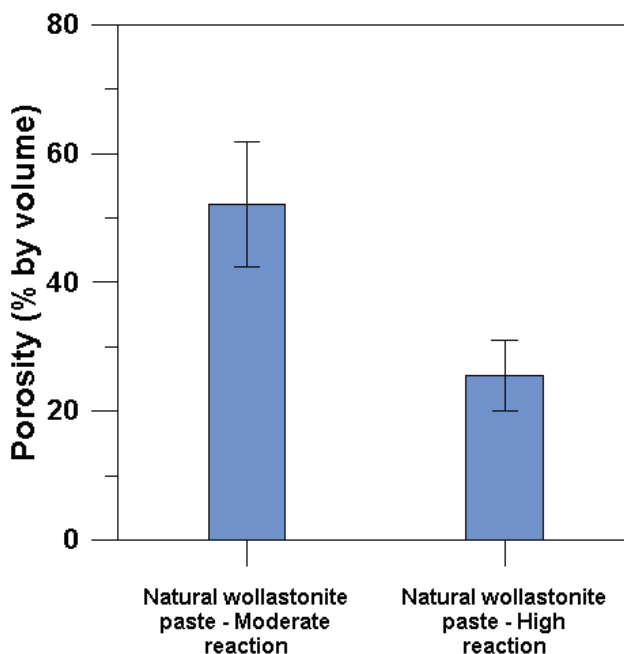 80
60
40
20
0
Porosity (% by volume)
Natural wollastonite
paste - Moderate
reaction
Natural wollastonite
paste - High
reaction